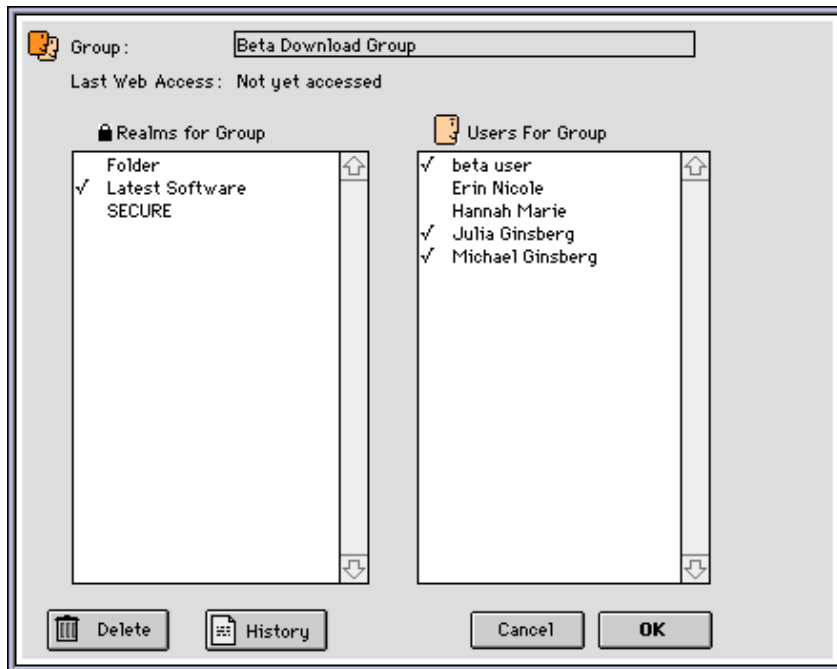 Group: Beta Download Group
Last Web Access: Not yet accessed
Realms for Group
Folder
√ Latest Software
SECURE
Users For Group
√ beta user
Erin Nicole
Hannah Marie
√ Julia Ginsberg
√ Michael Ginsberg
Delete History Cancel OK